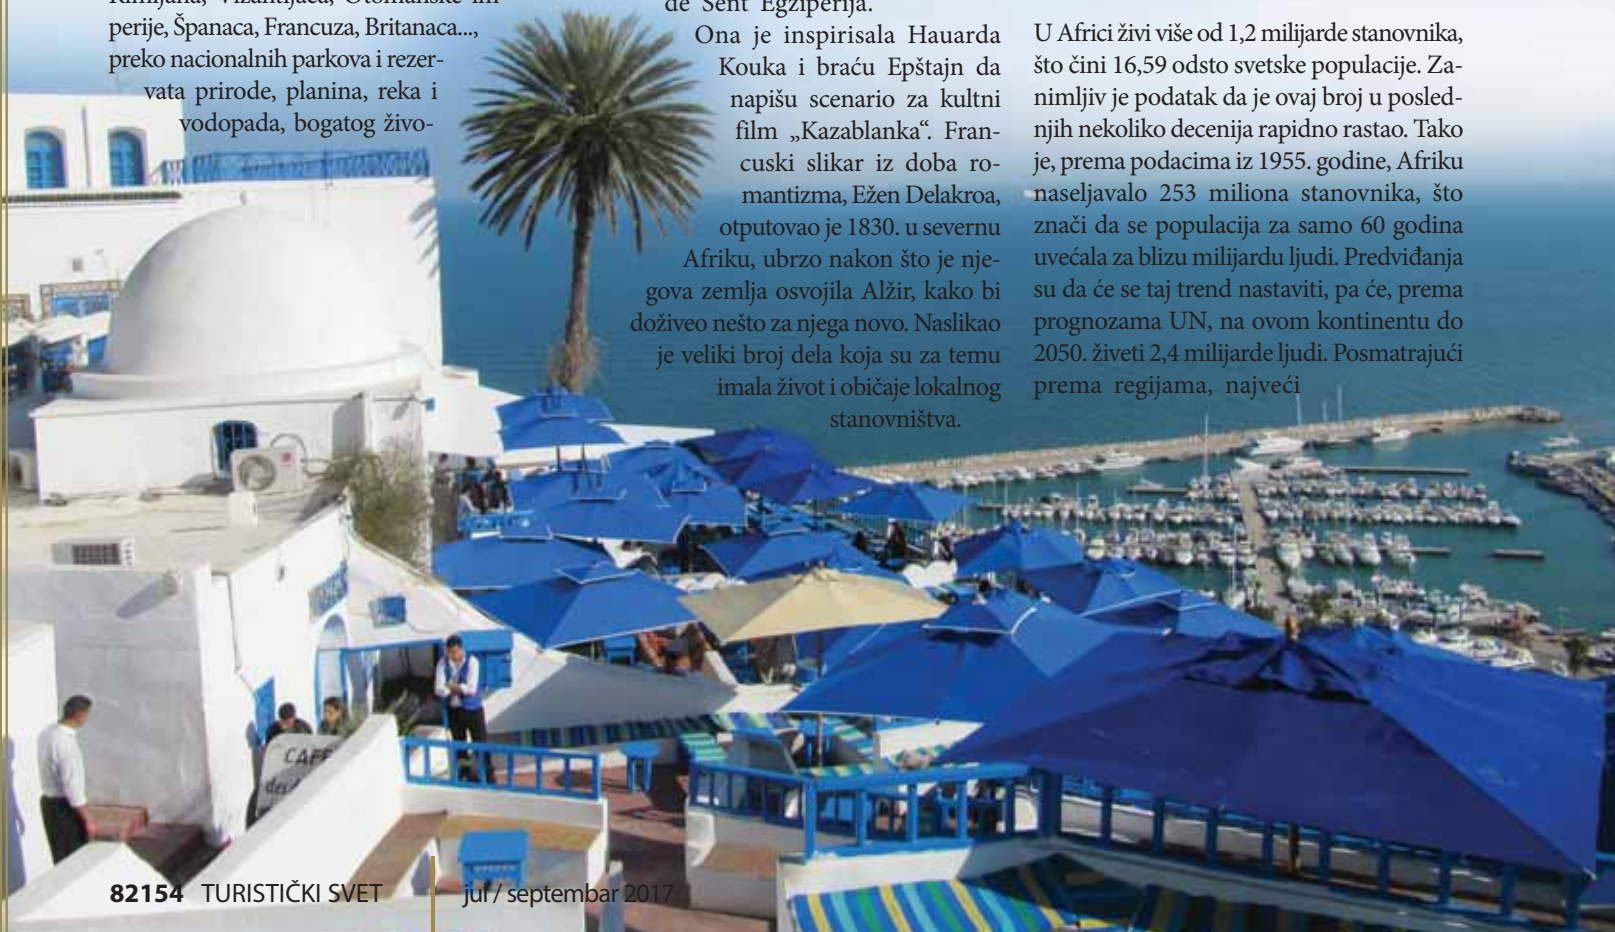 perije, Španaca, Francuza, Britanaca...,
preko nacionalnih parkova i rezer-
vata prirode, planina, reka i
vodopada, bogatog živo-
de Sent Egziperija.
Ona je inspirisala Hauarda
Kouka i braću Epštajn da
napišu scenario za kultni
film „Kazablanka“. Fran-
cuski slikar iz doba ro-
mantizma, Ežen Delakroa,
otputovao je 1830. u severnu
Afriku, ubrzo nakon što je nje-
gova zemlja osvojila Alžir, kako bi
doživeo nešto za njega novo. Naslikao
je veliki broj dela koja su za temu
imala život i običaje lokalnog
stanovništva.
U Africi živi više od 1,2 milijarde stanovnika,
što čini 16,59 odsto svetske populacije. Za-
nimljiv je podatak da je ovaj broj u posled-
njih nekoliko decenija rapidno rastao. Tako
je, prema podacima iz 1955. godine, Afriku
naseljavalo 253 miliona stanovnika, što
znači da se populacija za samo 60 godina
uvećala za blizu milijardu ljudi. Predviđanja
su da će se taj trend nastaviti, pa će, prema
prognozama UN, na ovom kontinentu do
2050. živeti 2,4 milijarde ljudi. Posmatrajući
prema regijama, najveći
CAFE
des
82154 TURISTIČKI SVET
jul / septembar 2017